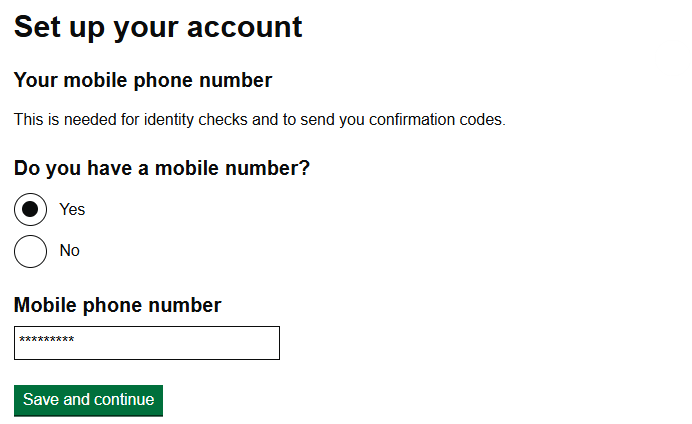 Set up your account
Your mobile phone number
This is needed for identity checks and to send you confirmation codes.
Do you have a mobile number?
Yes
No
Mobile phone number
*********
Save and continue